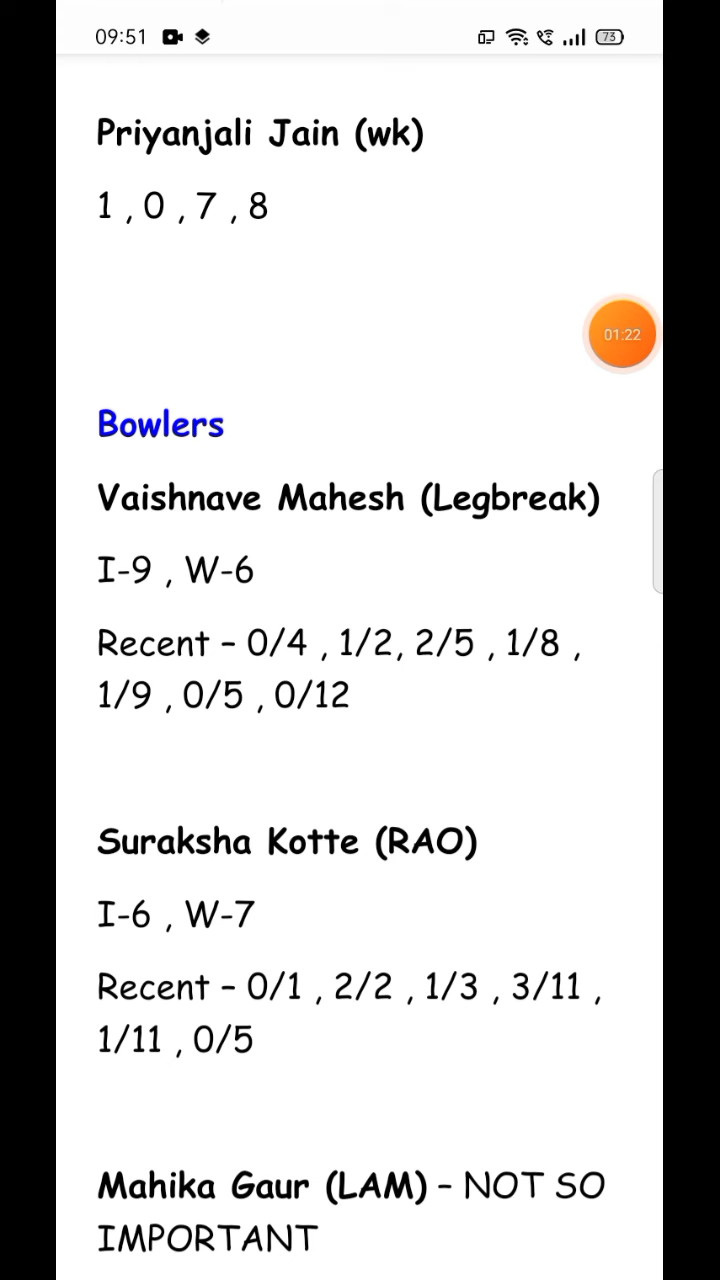 09:51
73
Priyanjali Jain (wk)
1 , 0 , 7 , 8
01:22
Bowlers
Vaishnave Mahesh (Legbreak)
I-9 , W-6
Recent – 0/4 , 1/2, 2/5 , 1/8 ,
1/9 , 0/5 , 0/12
Suraksha Kotte (RAO)
I-6 , W-7
Recent – 0/1 , 2/2 , 1/3 , 3/11 ,
1/11 , 0/5
Mahika Gaur (LAM) – NOT SO
IMPORTANT